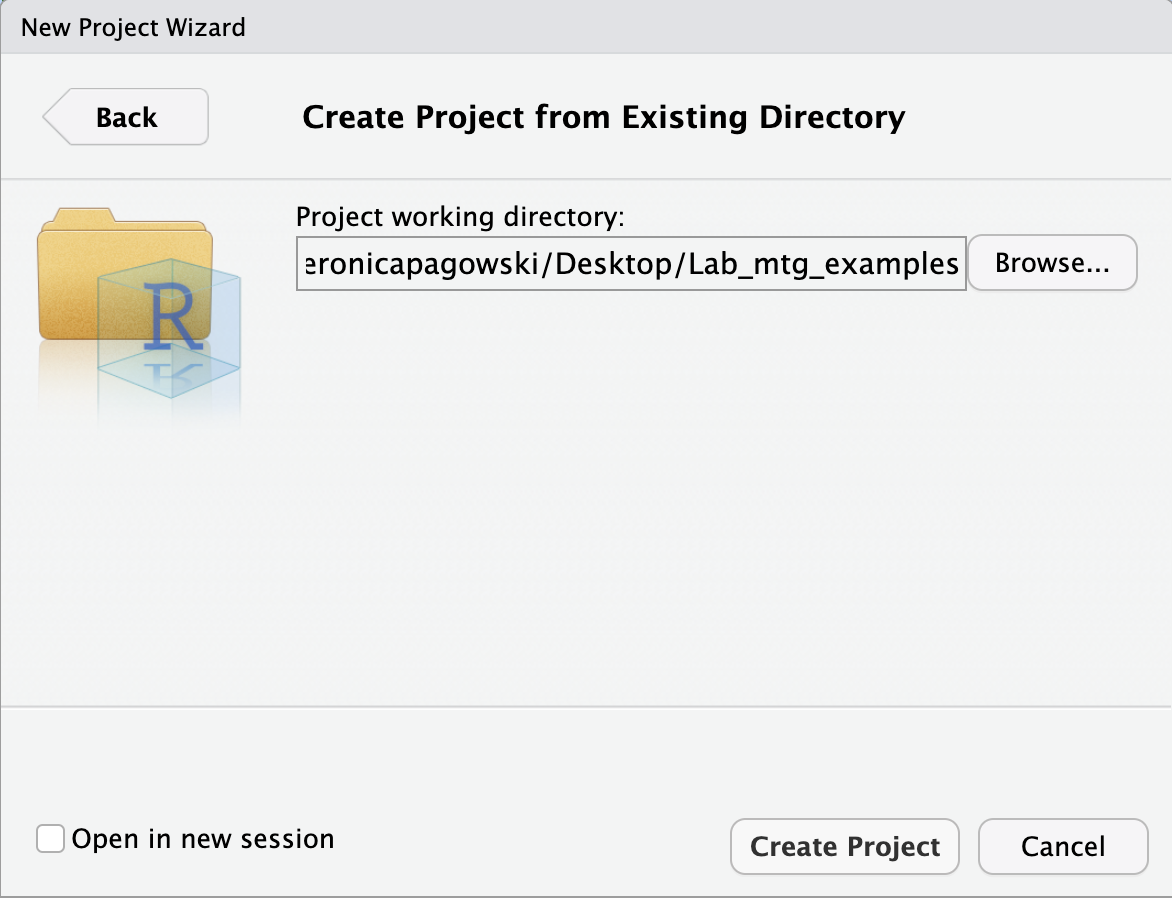 New Project Wizard
Back
Create Project from Existing Directory
Project working directory:
eronicapagowski/Desktop/Lab_mtg_examples
Browse...
R
Open in new session
Create Project
Cancel